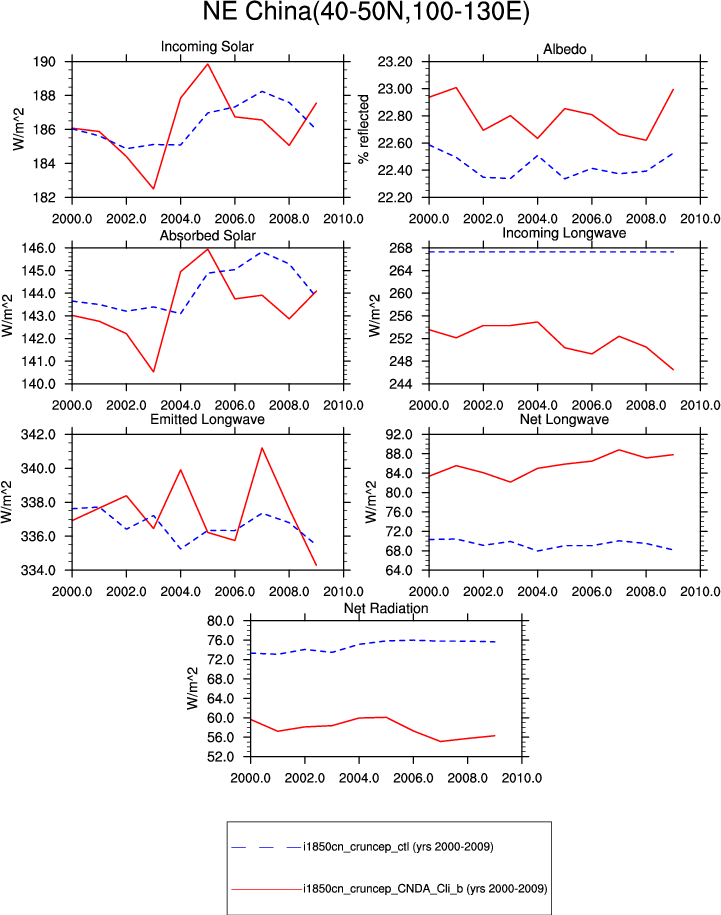 NE China(40-50N,100-130E)
Incoming Solar
W/m^2
190
188
186
184
182
2000.0 2002.0 2004.0 2006.0 2008.0 2010.0
Albedo
% reflected
23.20
23.00
22.80
22.60
22.40
22.20
2000.0 2002.0 2004.0 2006.0 2008.0 2010.0
Absorbed Solar
W/m^2
146.0
145.0
144.0
143.0
142.0
141.0
140.0
2000.0 2002.0 2004.0 2006.0 2008.0 2010.0
Incoming Longwave
W/m^2
268
264
260
256
252
248
244
2000.0 2002.0 2004.0 2006.0 2008.0 2010.0
Emitted Longwave
W/m^2
342.0
340.0
338.0
336.0
334.0
2000.0 2002.0 2004.0 2006.0 2008.0 2010.0
Net Longwave
W/m^2
92.0
88.0
84.0
80.0
76.0
72.0
68.0
64.0
2000.0 2002.0 2004.0 2006.0 2008.0 2010.0
Net Radiation
W/m^2
80.0
76.0
72.0
68.0
64.0
60.0
56.0
52.0
2000.0 2002.0 2004.0 2006.0 2008.0 2010.0
i1850cn_cruncep_ctl (yrs 2000-2009)
i1850cn_cruncep_CNDA_Cli_b (yrs 2000-2009)